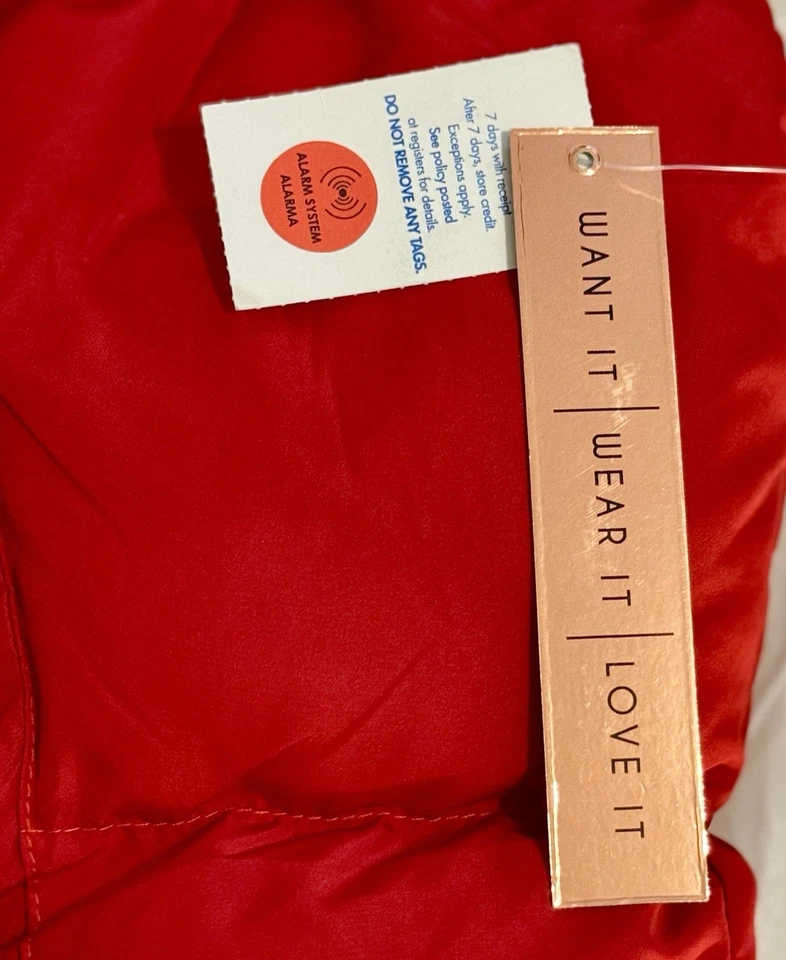 7 days with receipt
After 7 days, store credit.
Exceptions apply.
See policy posted
at registers for details.
DO NOT REMOVE ANY TAGS.
ALARM SYSTEM
ALARMA
WANT IT | WEAR IT | LOVE IT